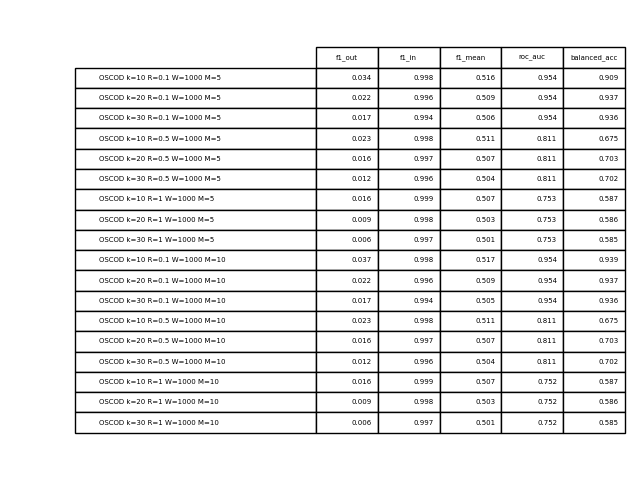 f1_out f1_in f1_mean roc_auc balanced_acc
OSCOD k=10 R=0.1 W=1000 M=5 0.034 0.998 0.516 0.954 0.909
OSCOD k=20 R=0.1 W=1000 M=5 0.022 0.996 0.509 0.954 0.937
OSCOD k=30 R=0.1 W=1000 M=5 0.017 0.994 0.506 0.954 0.936
OSCOD k=10 R=0.5 W=1000 M=5 0.023 0.998 0.511 0.811 0.675
OSCOD k=20 R=0.5 W=1000 M=5 0.016 0.997 0.507 0.811 0.703
OSCOD k=30 R=0.5 W=1000 M=5 0.012 0.996 0.504 0.811 0.702
OSCOD k=10 R=1 W=1000 M=5 0.016 0.999 0.507 0.753 0.587
OSCOD k=20 R=1 W=1000 M=5 0.009 0.998 0.503 0.753 0.586
OSCOD k=30 R=1 W=1000 M=5 0.006 0.997 0.501 0.753 0.585
OSCOD k=10 R=0.1 W=1000 M=10 0.037 0.998 0.517 0.954 0.939
OSCOD k=20 R=0.1 W=1000 M=10 0.022 0.996 0.509 0.954 0.937
OSCOD k=30 R=0.1 W=1000 M=10 0.017 0.994 0.505 0.954 0.936
OSCOD k=10 R=0.5 W=1000 M=10 0.023 0.998 0.511 0.811 0.675
OSCOD k=20 R=0.5 W=1000 M=10 0.016 0.997 0.507 0.811 0.703
OSCOD k=30 R=0.5 W=1000 M=10 0.012 0.996 0.504 0.811 0.702
OSCOD k=10 R=1 W=1000 M=10 0.016 0.999 0.507 0.752 0.587
OSCOD k=20 R=1 W=1000 M=10 0.009 0.998 0.503 0.752 0.586
OSCOD k=30 R=1 W=1000 M=10 0.006 0.997 0.501 0.752 0.585